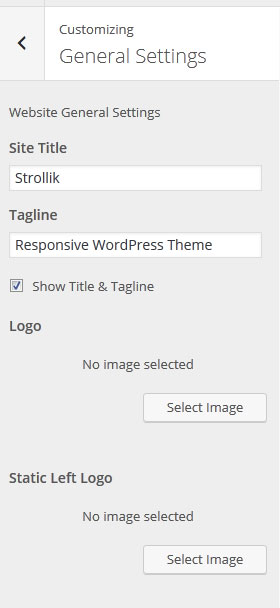 Customizing
General Settings
Website General Settings
Site Title
Strollik
Tagline
Responsive WordPress Theme
Show Title & Tagline
Logo
No image selected
Select Image
Static Left Logo
No image selected
Select Image